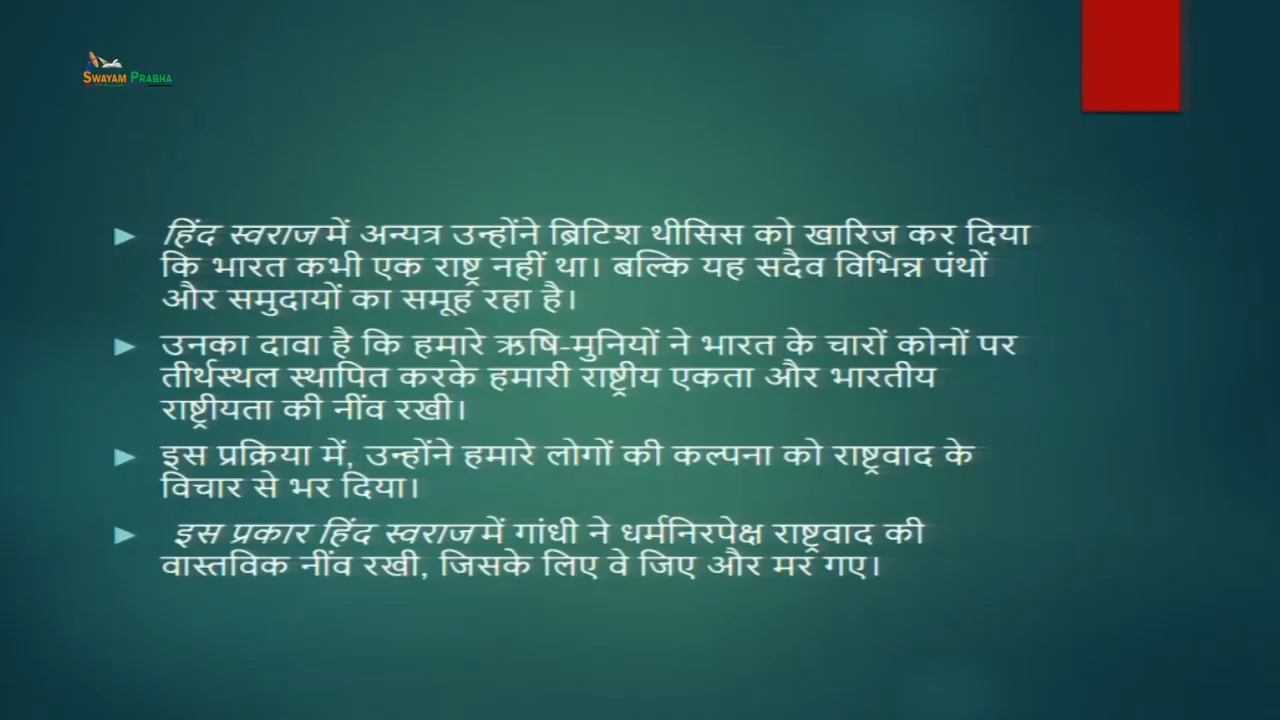 SWAYAM PRABHA
हिंद स्वराज में अन्यत्र उन्होंने ब्रिटिश थीसिस को खारिज कर दिया
कि भारत कभी एक राष्ट्र नहीं था। बल्कि यह सदैव विभिन्न पंथों
और समुदायों का समूह रहा है।
उनका दावा है कि हमारे ऋषि-मुनियों ने भारत के चारों कोनों पर
तीर्थस्थल स्थापित करके हमारी राष्ट्रीय एकता और भारतीय
राष्ट्रीयता की नींव रखी।
इस प्रक्रिया में, उन्होंने हमारे लोगों की कल्पना को राष्ट्रवाद के
विचार से भर दिया।
इस प्रकार हिंद स्वराज में गांधी ने धर्मनिरपेक्ष राष्ट्रवाद की
वास्तविक नींव रखी, जिसके लिए वे जिए और मर गए।